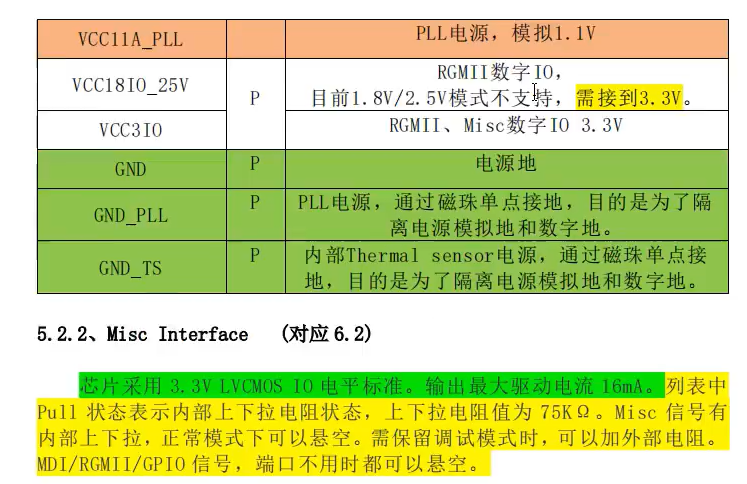 VCC11A_PLL
PLL电源，模拟1.1V
VCC18IO_25V
P
RGMII数字IO，
目前1.8V/2.5V模式不支持，需接到3.3V。
VCC3IO
RGMII、Misc数字IO 3.3V
GND
P
电源地
GND_PLL
P
PLL电源，通过磁珠单点接地，目的是为了隔
离电源模拟地和数字地。
GND_TS
P
内部Thermal sensor电源，通过磁珠单点接
地，目的是为了隔离电源模拟地和数字地。
5.2.2、Misc Interface （对应6.2）
芯片采用 3.3V LVCMOS IO 电平标准。输出最大驱动电流 16mA。列表中
Pull 状态表示内部上下拉电阻状态，上下拉电阻值为 75KΩ。Misc 信号有
内部上下拉，正常模式下可以悬空。需保留调试模式时，可以加外部电阻。
MDI/RGMII/GPIO 信号，端口不用时都可以悬空。